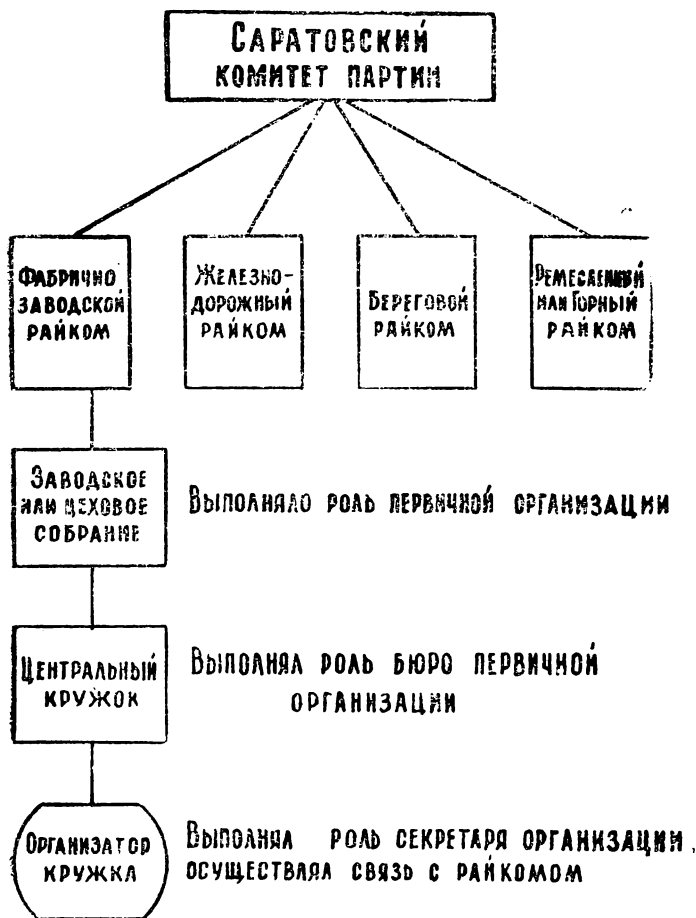 САРАТОВСКИЙ
КОМИТЕТ ПАРТИИ
ФАБРИЧНО
ЗАВОДСКОЙ
РАЙКОМ
ЖЕЛЕЗНО-
ДОРОЖНЫЙ
РАЙКОМ
БЕРЕГОВОЙ
РАЙКОМ
РЕМЕСЛЕННЫЙ
ИЛИ ГОРНЫЙ
РАЙКОМ
ЗАВОДСКОЕ
ИЛИ ЦЕХОВОЕ
СОБРАНИЕ
ВЫПОЛНЯЛО РОЛЬ ПЕРВИЧНОЙ ОРГАНИЗАЦИИ
ЦЕНТРАЛЬНЫЙ
КРУЖОК
ВЫПОЛНЯЛ РОЛЬ БЮРО ПЕРВИЧНОЙ
ОРГАНИЗАЦИИ
ОРГАНИЗАТОР
КРУЖКА
ВЫПОЛНЯЛ РОЛЬ СЕКРЕТАРЯ ОРГАНИЗАЦИИ,
ОСУЩЕСТВЛЯЛ СВЯЗЬ С РАЙКОМОМ